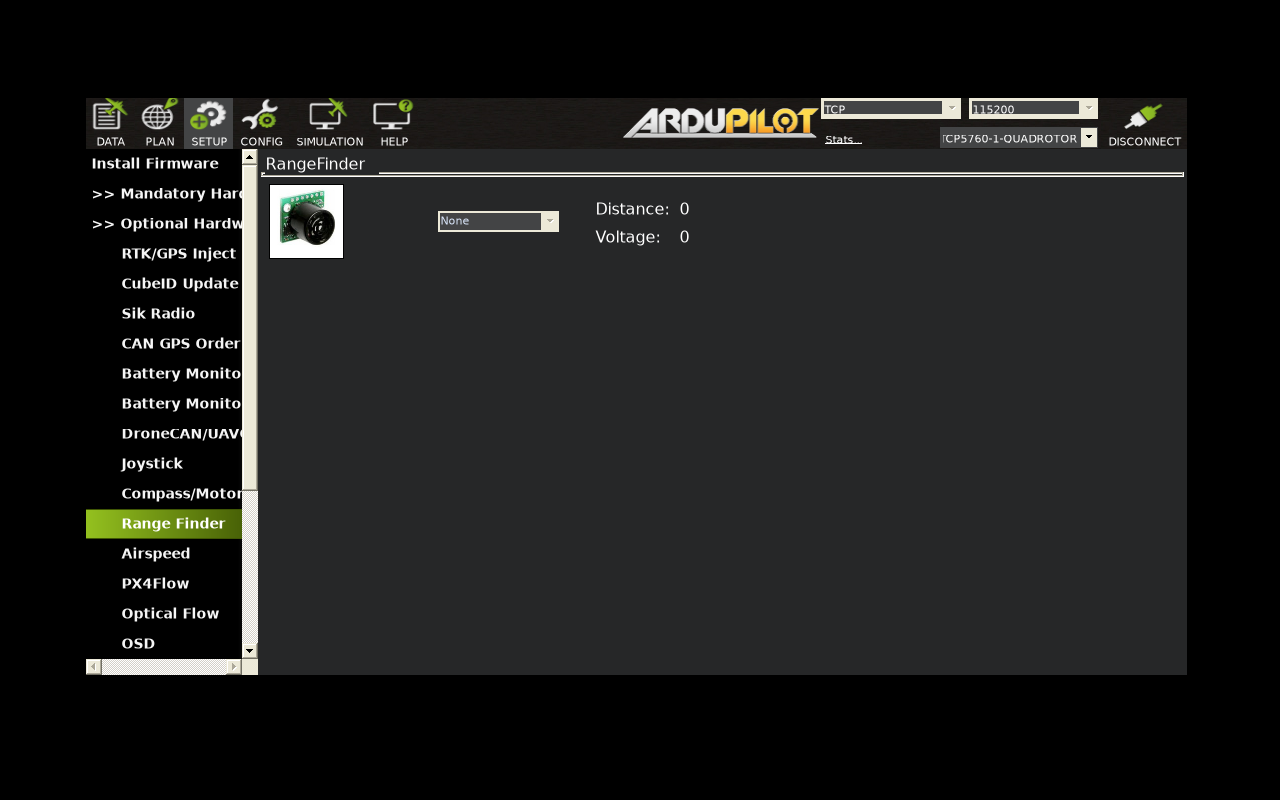 DATA PLAN SETUP CONFIG SIMULATION HELP
ARDUPILOT
TCP
115200
Stats...
TCP5760-1-QUADROTOR
DISCONNECT
Install Firmware
>> Mandatory Hard
>> Optional Hardw
RTK/GPS Inject
CubeID Update
Sik Radio
CAN GPS Order
Battery Monito
Battery Monito
DroneCAN/UAVC
Joystick
Compass/Motor
Range Finder
Airspeed
PX4Flow
Optical Flow
OSD
RangeFinder
None
Distance: 0
Voltage: 0